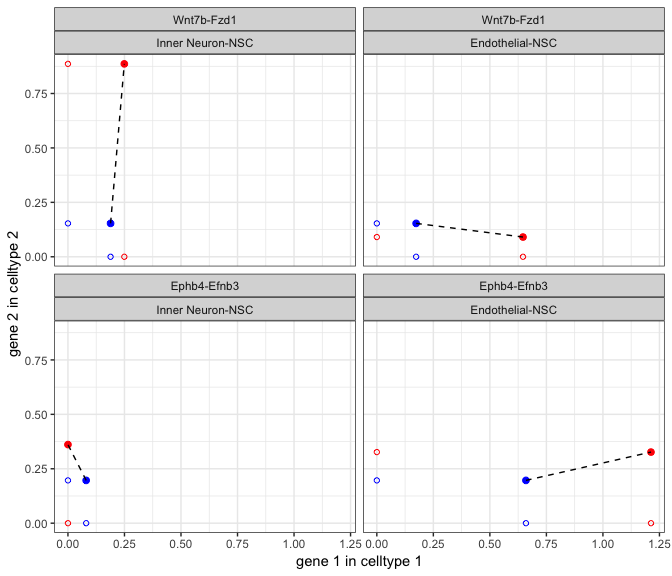 Wnt7b-Fzd1
Wnt7b-Fzd1
Inner Neuron-NSC
Endothelial-NSC
0.75
0.50
0.25
0.00
Ephb4-Efnb3
Ephb4-Efnb3
Inner Neuron-NSC
Endothelial-NSC
0.75
0.50
0.25
0.00
gene 2 in celltype 2
0.00 0.25 0.50 0.75 1.00 1.25
0.00 0.25 0.50 0.75 1.00 1.25
gene 1 in celltype 1